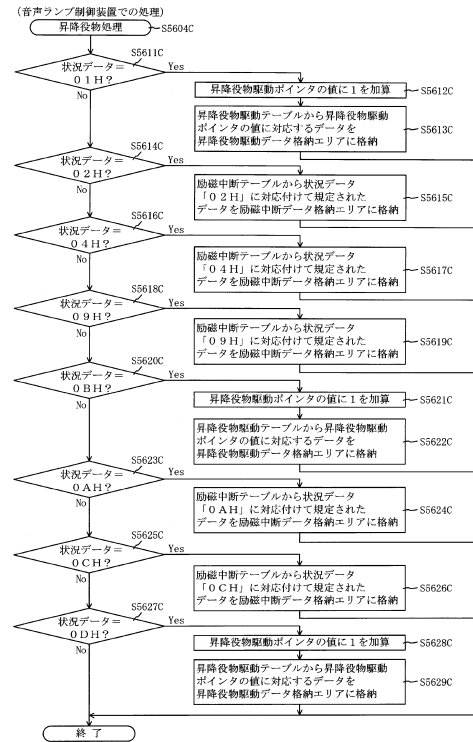 （音声ランプ制御装置での処理）
昇降役物処理
S5604C
S5611C
状況データ＝
０１Ｈ？
Yes
No
昇降役物駆動ポインタの値に１を加算
S5612C
昇降役物駆動テーブルから昇降役物駆動
ポインタの値に対応するデータを
昇降役物駆動データ格納エリアに格納
S5613C
S5614C
状況データ＝
０２Ｈ？
Yes
No
励磁中断テーブルから状況データ
「０２Ｈ」に対応付けて規定された
データを励磁中断データ格納エリアに格納
S5615C
S5616C
状況データ＝
０４Ｈ？
Yes
No
励磁中断テーブルから状況データ
「０４Ｈ」に対応付けて規定された
データを励磁中断データ格納エリアに格納
S5617C
S5618C
状況データ＝
０９Ｈ？
Yes
No
励磁中断テーブルから状況データ
「０９Ｈ」に対応付けて規定された
データを励磁中断データ格納エリアに格納
S5619C
S5620C
状況データ＝
０ＢＨ？
Yes
No
昇降役物駆動ポインタの値に１を加算
S5621C
昇降役物駆動テーブルから昇降役物駆動
ポインタの値に対応するデータを
昇降役物駆動データ格納エリアに格納
S5622C
S5623C
状況データ＝
０ＡＨ？
Yes
No
励磁中断テーブルから状況データ
「０ＡＨ」に対応付けて規定された
データを励磁中断データ格納エリアに格納
S5624C
S5625C
状況データ＝
０ＣＨ？
Yes
No
励磁中断テーブルから状況データ
「０ＣＨ」に対応付けて規定された
データを励磁中断データ格納エリアに格納
S5626C
S5627C
状況データ＝
０ＤＨ？
Yes
No
昇降役物駆動ポインタの値に１を加算
S5628C
昇降役物駆動テーブルから昇降役物駆動
ポインタの値に対応するデータを
昇降役物駆動データ格納エリアに格納
S5629C
終了